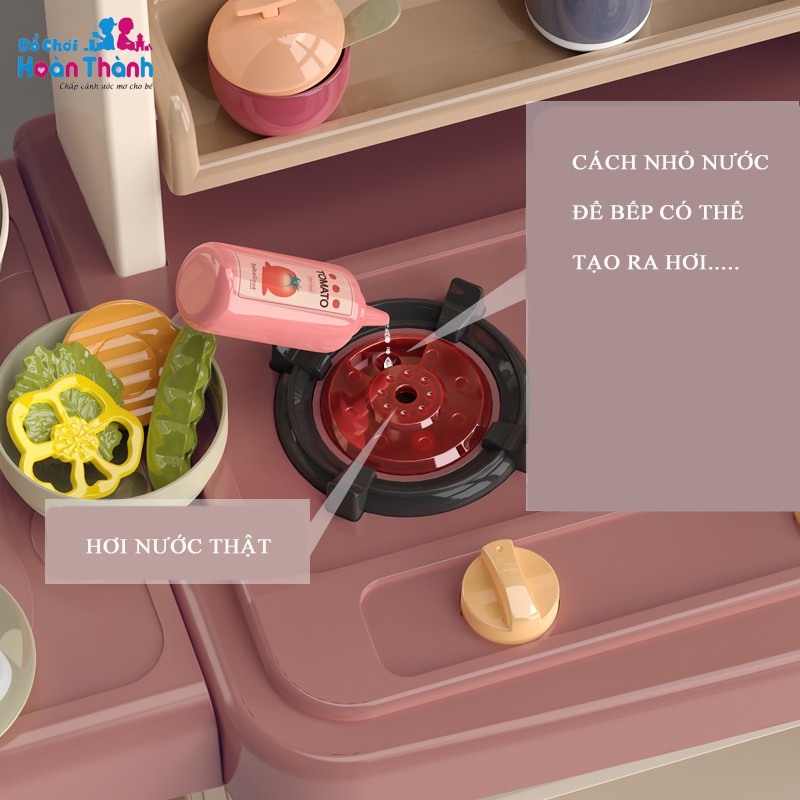 Đồ Chơi
Hoàn Thành
Chắp cánh ước mơ cho bé
CÁCH NHỎ NƯỚC
ĐỂ BẾP CÓ THỂ
TẠO RA HƠI.....
TOMATO
HƠI NƯỚC THẬT